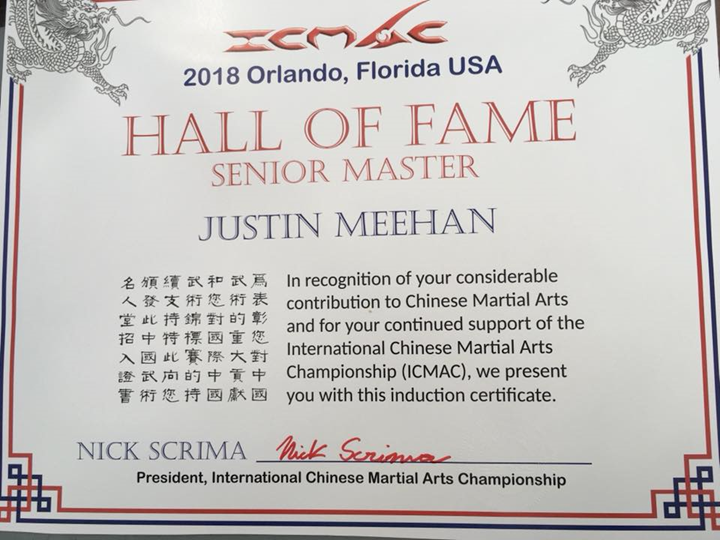 ICMAC
2018 Orlando, Florida USA
HALL OF FAME
SENIOR MASTER
JUSTIN MEEHAN
爲表彰您對中國
武術的重大貢獻
和您對國際中國
武術錦標賽的持
續支持特此向您
頒發此中國武術
名人堂招入證書
In recognition of your considerable
contribution to Chinese Martial Arts
and for your continued support of the
International Chinese Martial Arts
Championship (ICMAC), we present
you with this induction certificate.
NICK SCRIMA Nick Scrima
President, International Chinese Martial Arts Championship